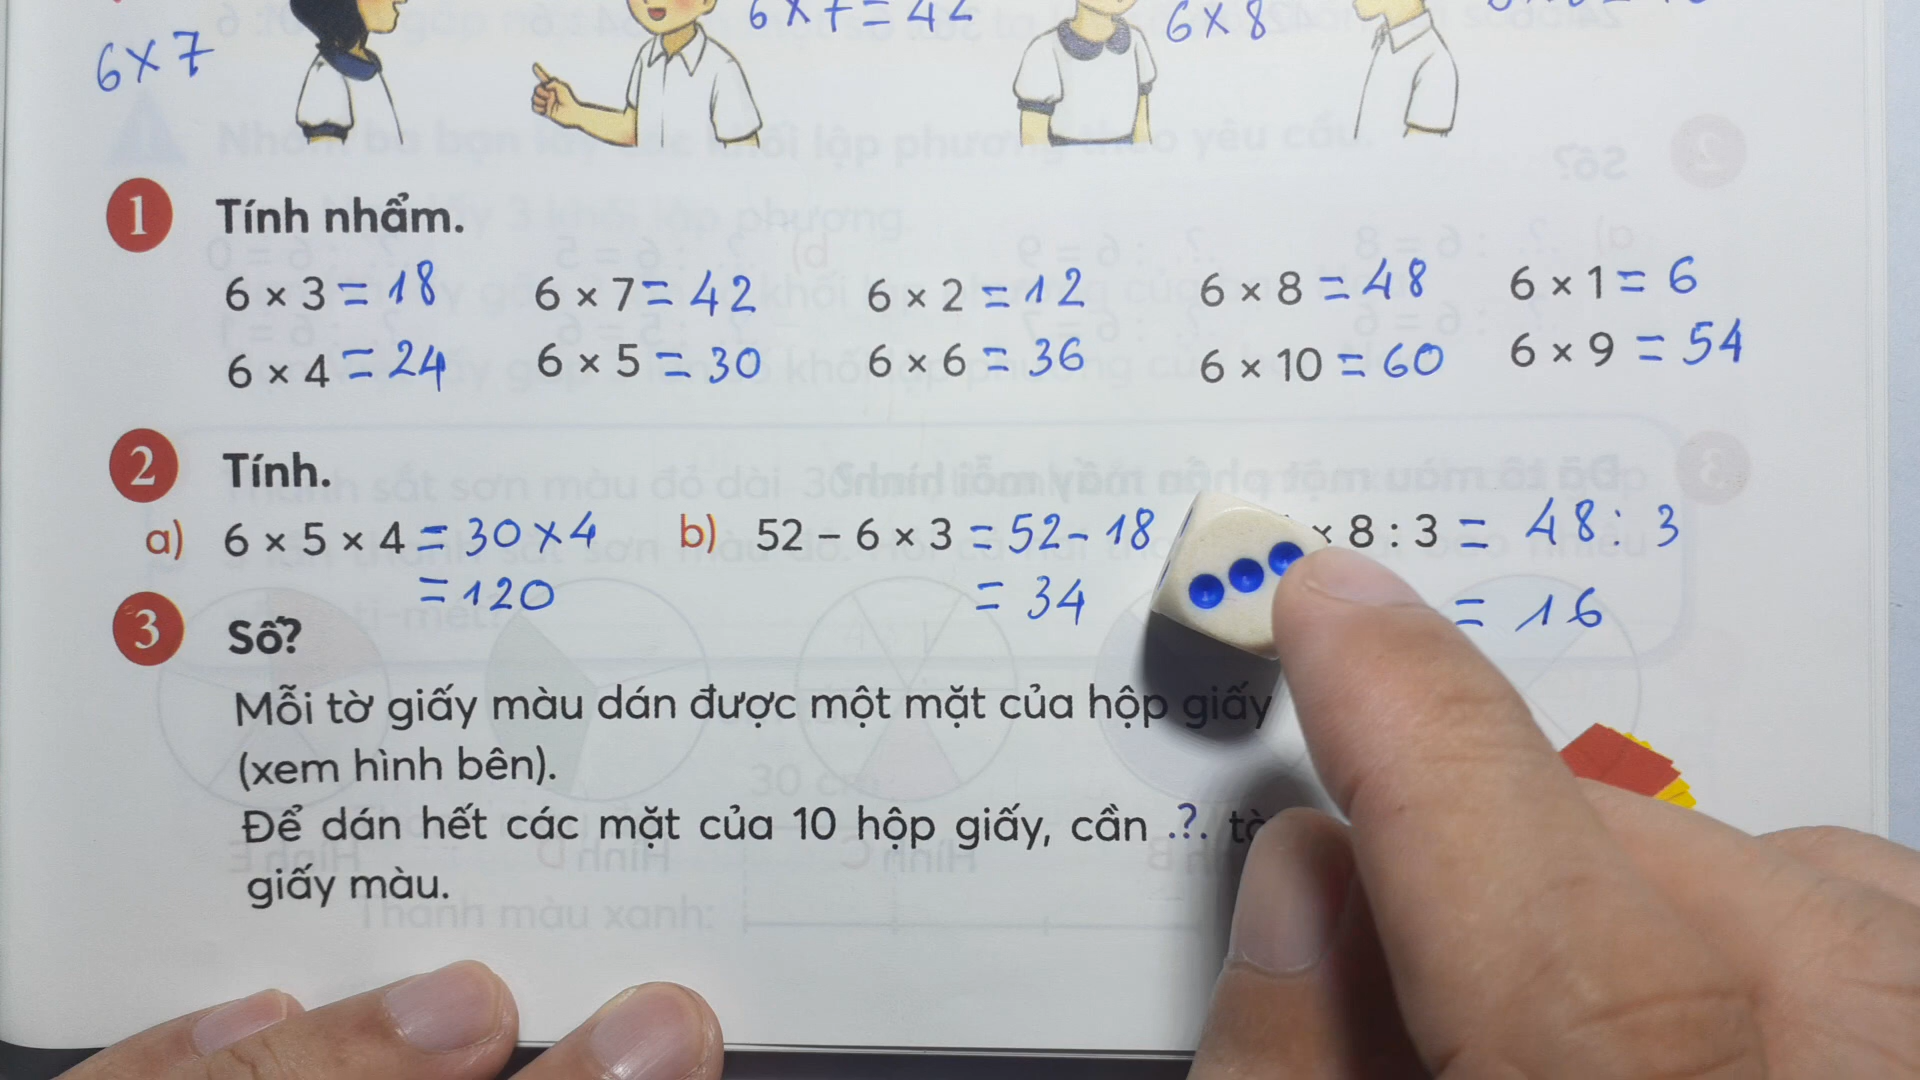 6 x 7
6 x 7 = 42
6 x 8
1 Tính nhẩm.
6 × 3 = 18 6 × 7 = 42 6 × 2 = 12 6 × 8 = 48 6 × 1 = 6
6 × 4 = 24 6 × 5 = 30 6 × 6 = 36 6 × 10 = 60 6 × 9 = 54
2 Tính.
a) 6 × 5 × 4 = 30 x 4 b) 52 – 6 × 3 = 52 - 18 × 8 : 3 = 48 : 3
= 120 = 34 = 16
3 Số?
Mỗi tờ giấy màu dán được một mặt của hộp giấy
(xem hình bên).
Để dán hết các mặt của 10 hộp giấy, cần .?. tờ
giấy màu.